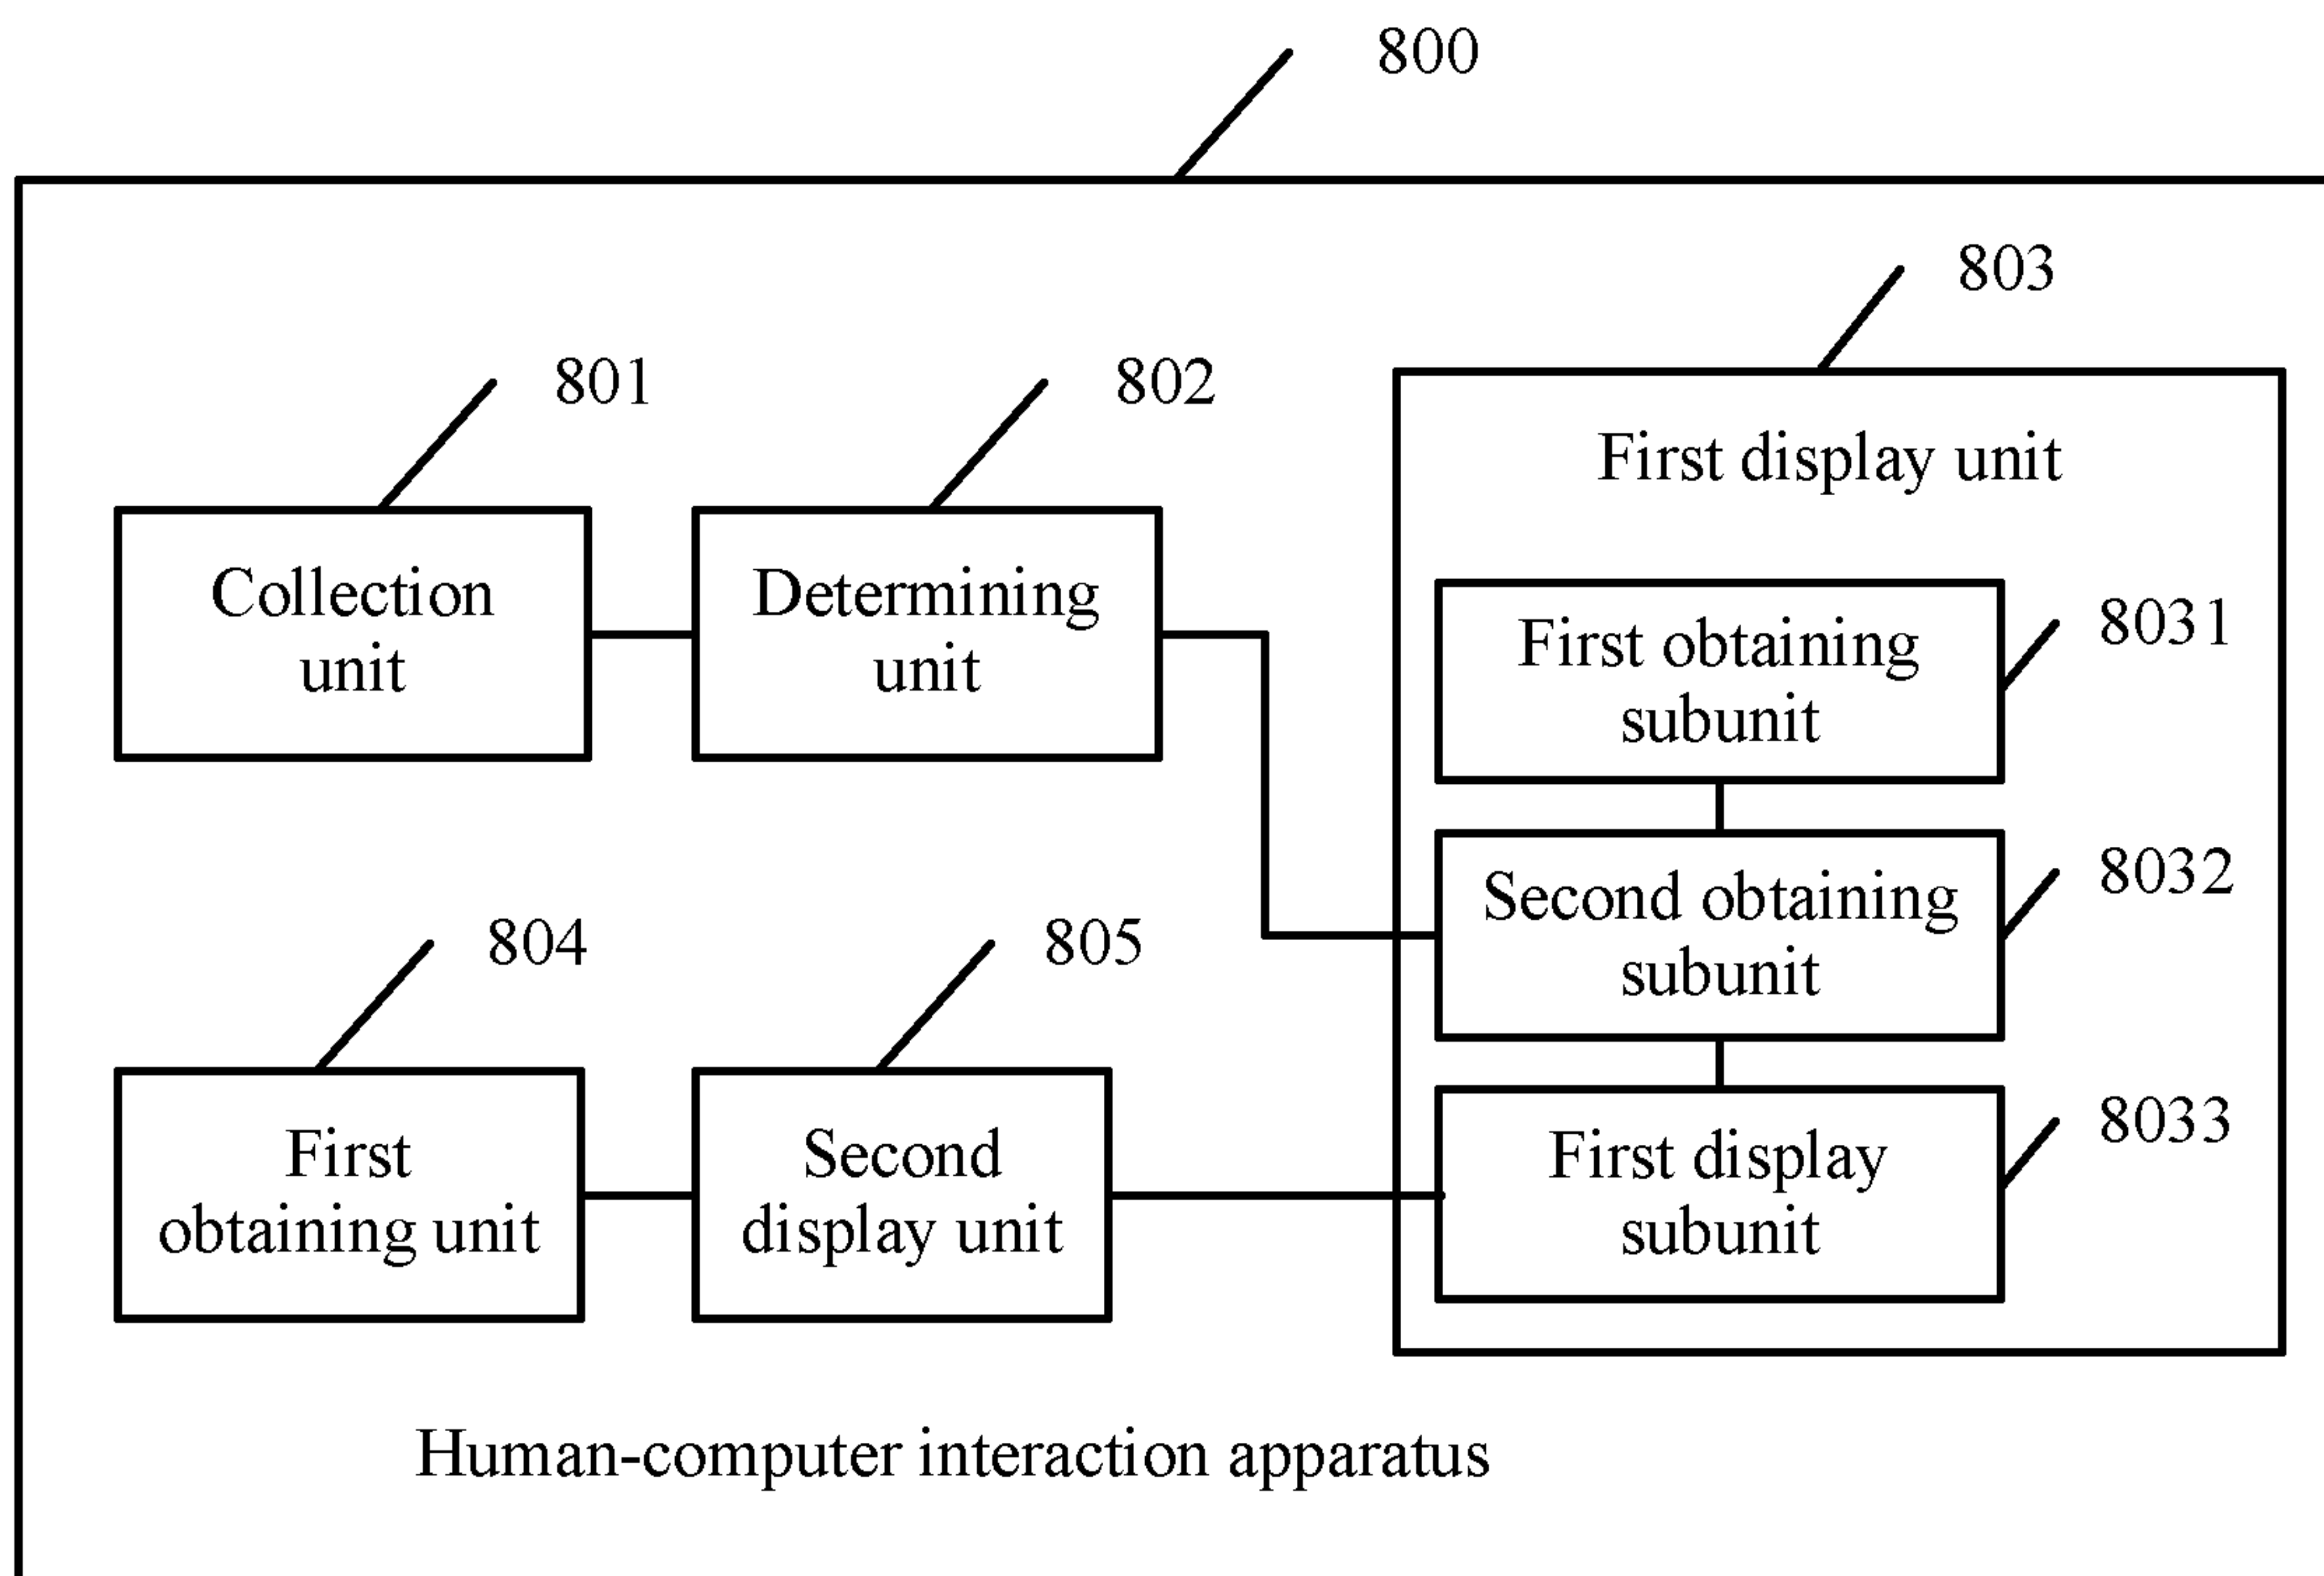 800
803
801
802
First display unit
Collection
unit
Determining
unit
First obtaining
subunit
8031
Second obtaining
subunit
8032
804
805
First
obtaining unit
Second
display unit
First display
subunit
8033
Human-computer interaction apparatus